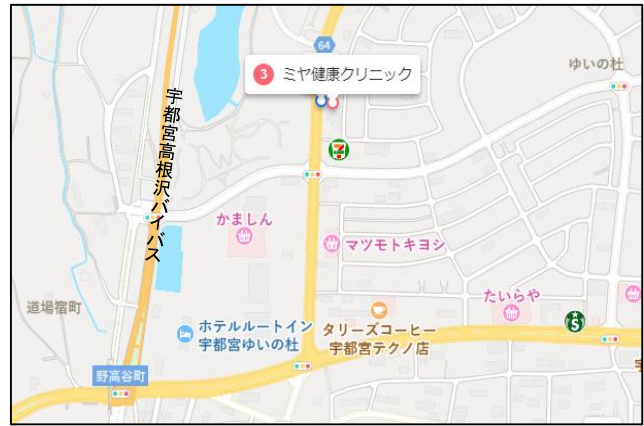 64
ゆいの杜
3 ミヤ健康クリニック
宇都宮高根沢バイパス
かましん
マツモトキヨシ
道場宿町
たいらや
ホテルルートイン
宇都宮ゆいの杜
タリーズコーヒー
宇都宮テクノ店
野高谷町